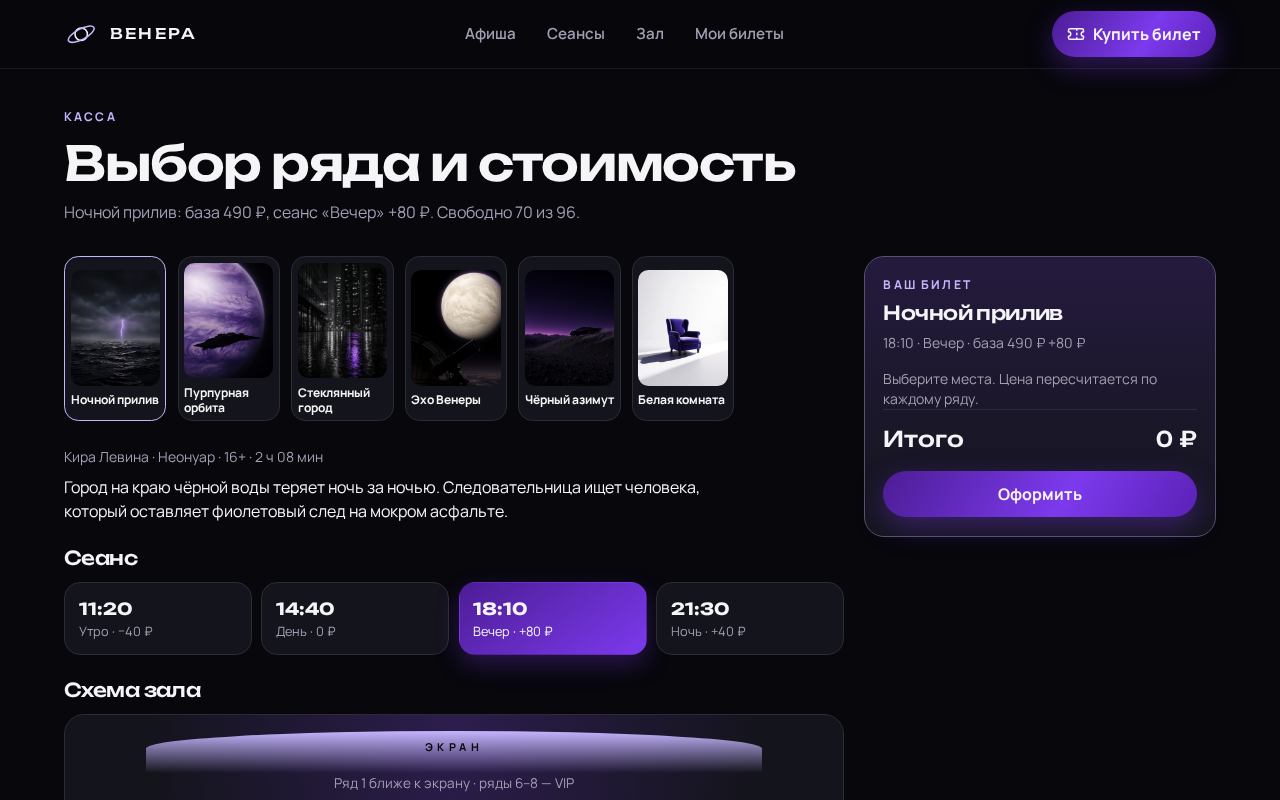 ВЕНЕРА
Афиша
Сеансы
Зал
Мои билеты
Купить билет
КАССА
Выбор ряда и стоимость
Ночной прилив: база 490 ₽, сеанс «Вечер» +80 ₽. Свободно 70 из 96.
Ночной прилив
Пурпурная
орбита
Стеклянный
город
Эхо Венеры
Чёрный азимут
Белая комната
Кира Левина · Неонуар · 16+ · 2 ч 08 мин
Город на краю чёрной воды теряет ночь за ночью. Следовательница ищет человека,
который оставляет фиолетовый след на мокром асфальте.
Сеанс
11:20
Утро · −40 ₽
14:40
День · 0 ₽
18:10
Вечер · +80 ₽
21:30
Ночь · +40 ₽
Схема зала
ЭКРАН
Ряд 1 ближе к экрану · ряды 6–8 — VIP
ВАШ БИЛЕТ
Ночной прилив
18:10 · Вечер · база 490 ₽ +80 ₽
Выберите места. Цена пересчитается по
каждому ряду.
Итого
0 ₽
Оформить